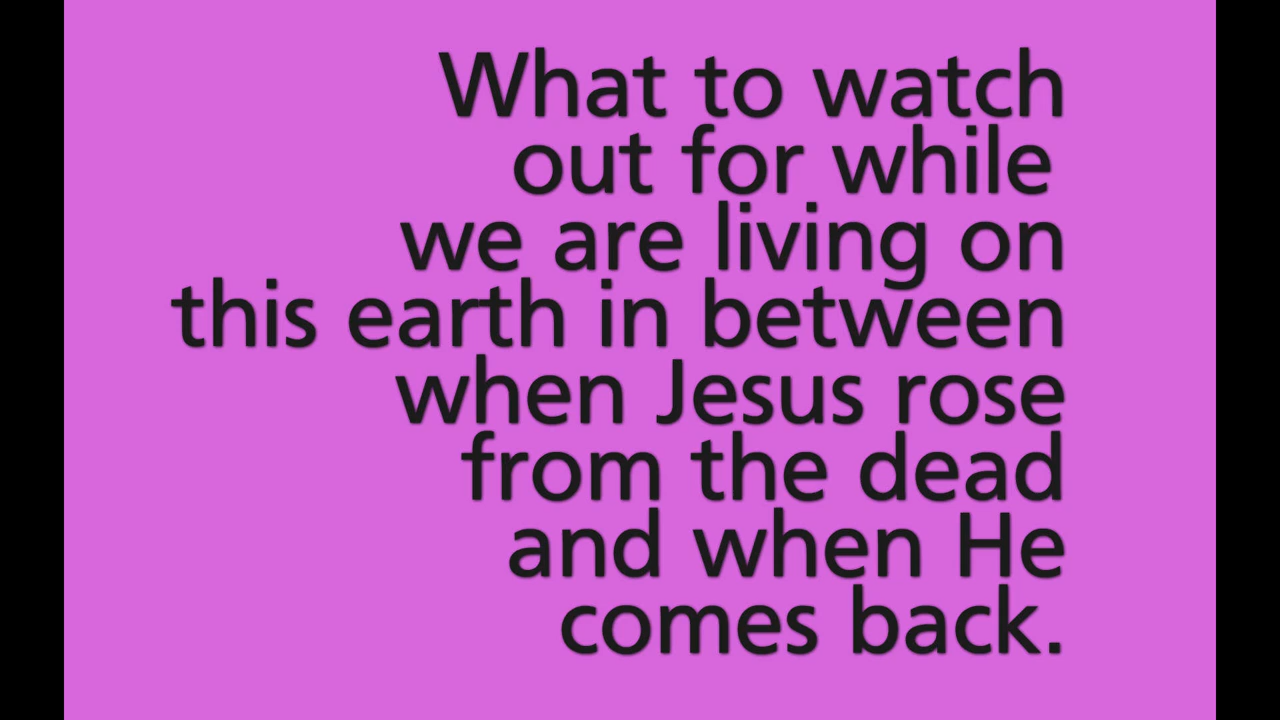 What to watch
out for while
we are living on
this earth in between
when Jesus rose
from the dead
and when He
comes back.